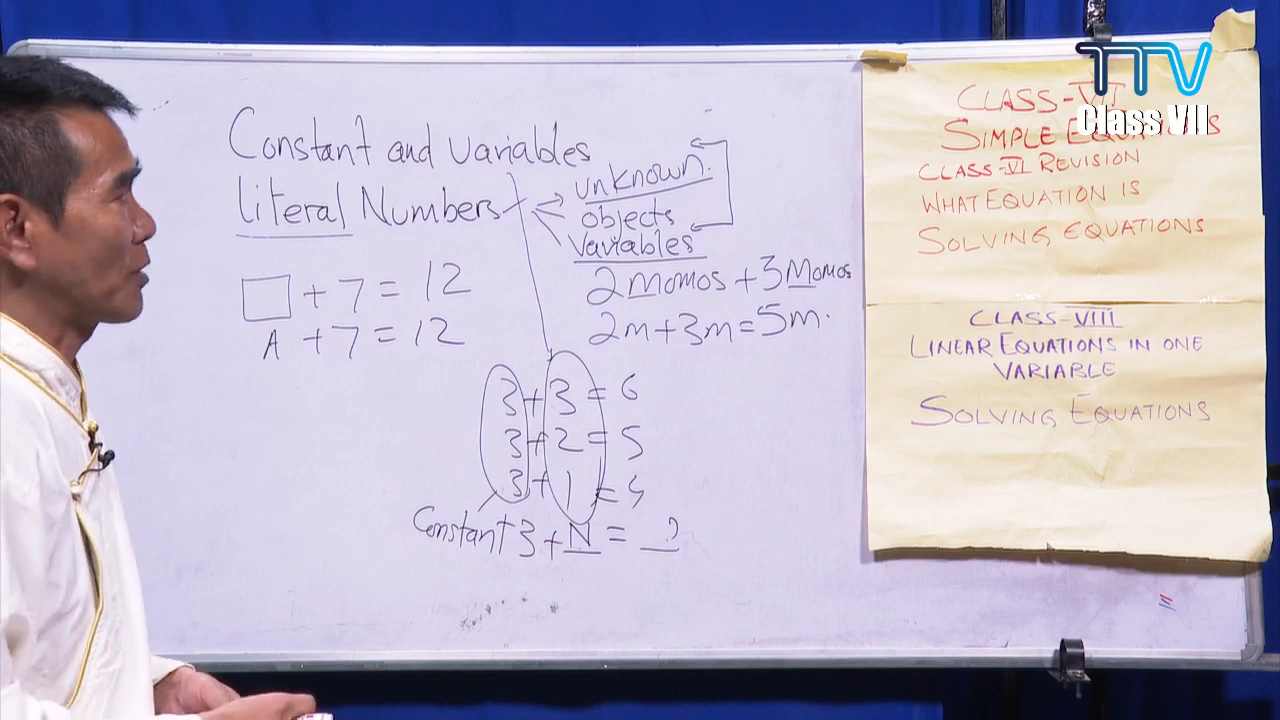 Constant and variables
literal Numbers
unknown.
objects
variables
□ + 7 = 12
A + 7 = 12
2 momos + 3 Momos
2m + 3m = 5m.
3 + 3 = 6
3 + 2 = 5
3 + 1 =
Constant 3 + N = ?
TTV
Class VII
CLASS-VII
SIMPLE EQUATIONS
CLASS-VI REVISION
WHAT EQUATION IS
SOLVING EQUATIONS
CLASS-VIII
LINEAR EQUATIONS IN ONE
VARIABLE
SOLVING EQUATIONS